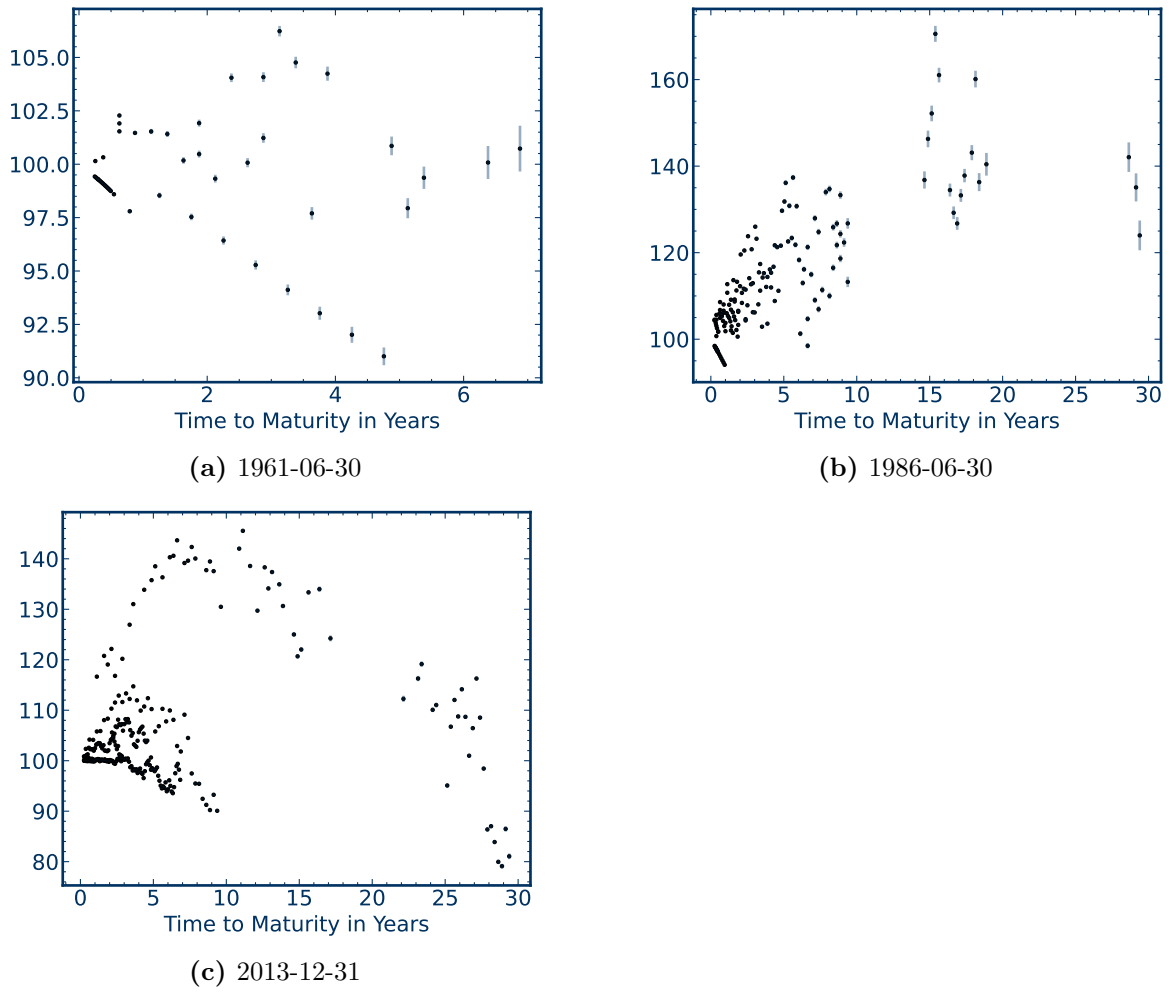 105.0
102.5
100.0
97.5
95.0
92.5
90.0
0 2 4 6
Time to Maturity in Years
(a) 1961-06-30
160
140
120
100
0 5 10 15 20 25 30
Time to Maturity in Years
(b) 1986-06-30
140
130
120
110
100
90
80
0 5 10 15 20 25 30
Time to Maturity in Years
(c) 2013-12-31